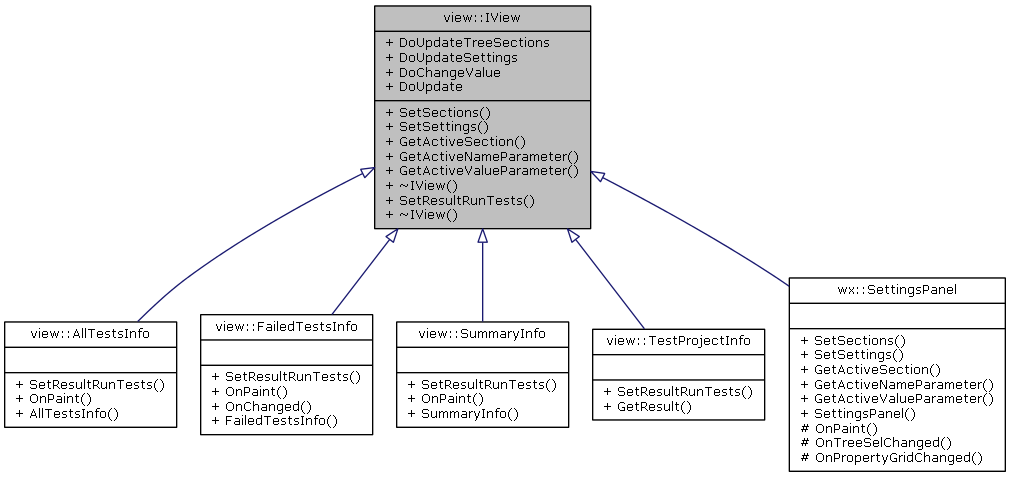 view::IView
+ DoUpdateTreeSections
+ DoUpdateSettings
+ DoChangeValue
+ DoUpdate
+ SetSections()
+ SetSettings()
+ GetActiveSection()
+ GetActiveNameParameter()
+ GetActiveValueParameter()
+ ~IView()
+ SetResultRunTests()
+ ~IView()
view::AllTestsInfo
+ SetResultRunTests()
+ OnPaint()
+ AllTestsInfo()
view::FailedTestsInfo
+ SetResultRunTests()
+ OnPaint()
+ OnChanged()
+ FailedTestsInfo()
view::SummaryInfo
+ SetResultRunTests()
+ OnPaint()
+ SummaryInfo()
view::TestProjectInfo
+ SetResultRunTests()
+ GetResult()
wx::SettingsPanel
+ SetSections()
+ SetSettings()
+ GetActiveSection()
+ GetActiveNameParameter()
+ GetActiveValueParameter()
+ SettingsPanel()
# OnPaint()
# OnTreeSelChanged()
# OnPropertyGridChanged()